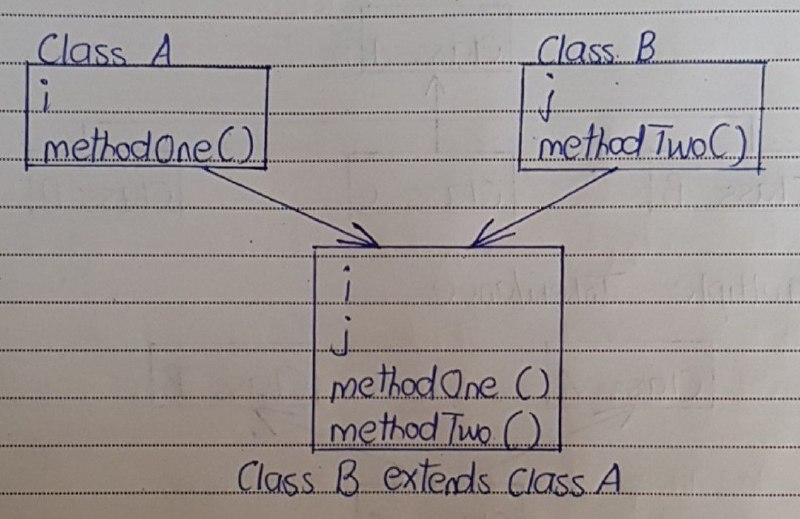 Class A
i
methodOne()
Class B
j
methodTwo()
i
j
methodOne ()
methodTwo ()
Class B extends Class A